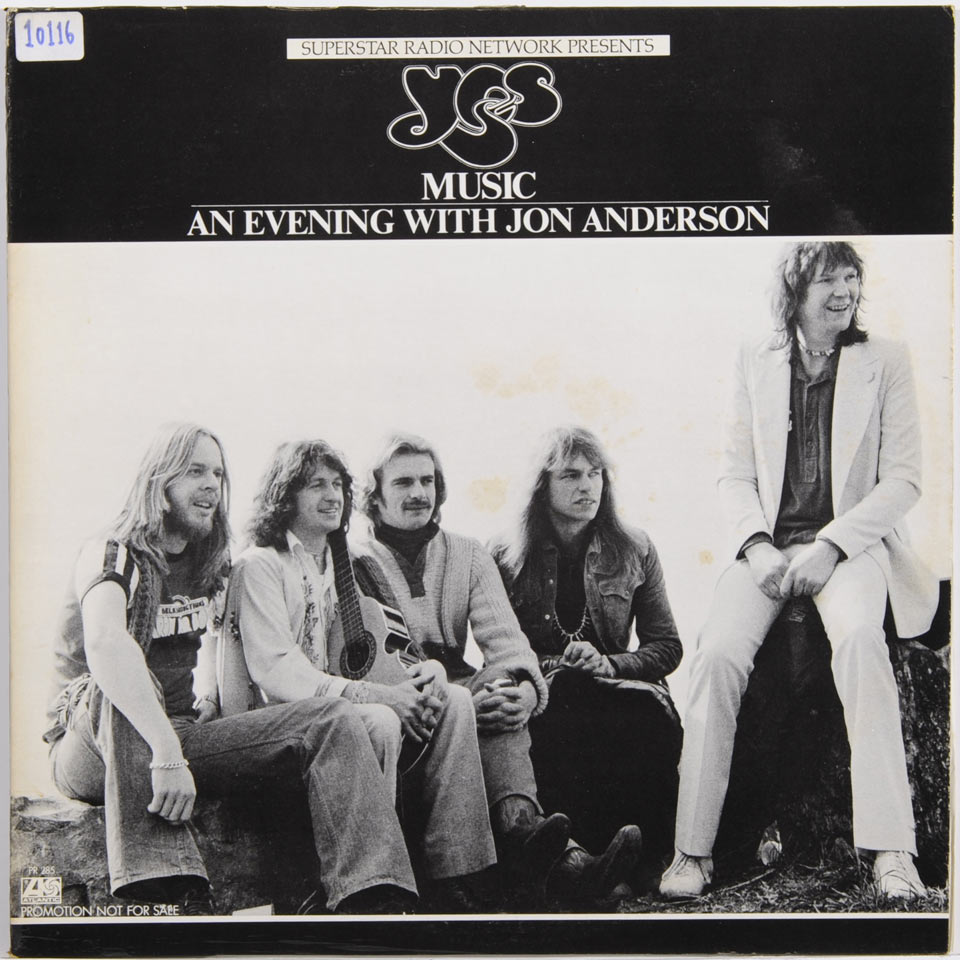 10116
SUPERSTAR RADIO NETWORK PRESENTS
yes
MUSIC
AN EVENING WITH JON ANDERSON
PR 285
ATLANTIC
PROMOTION NOT FOR SALE